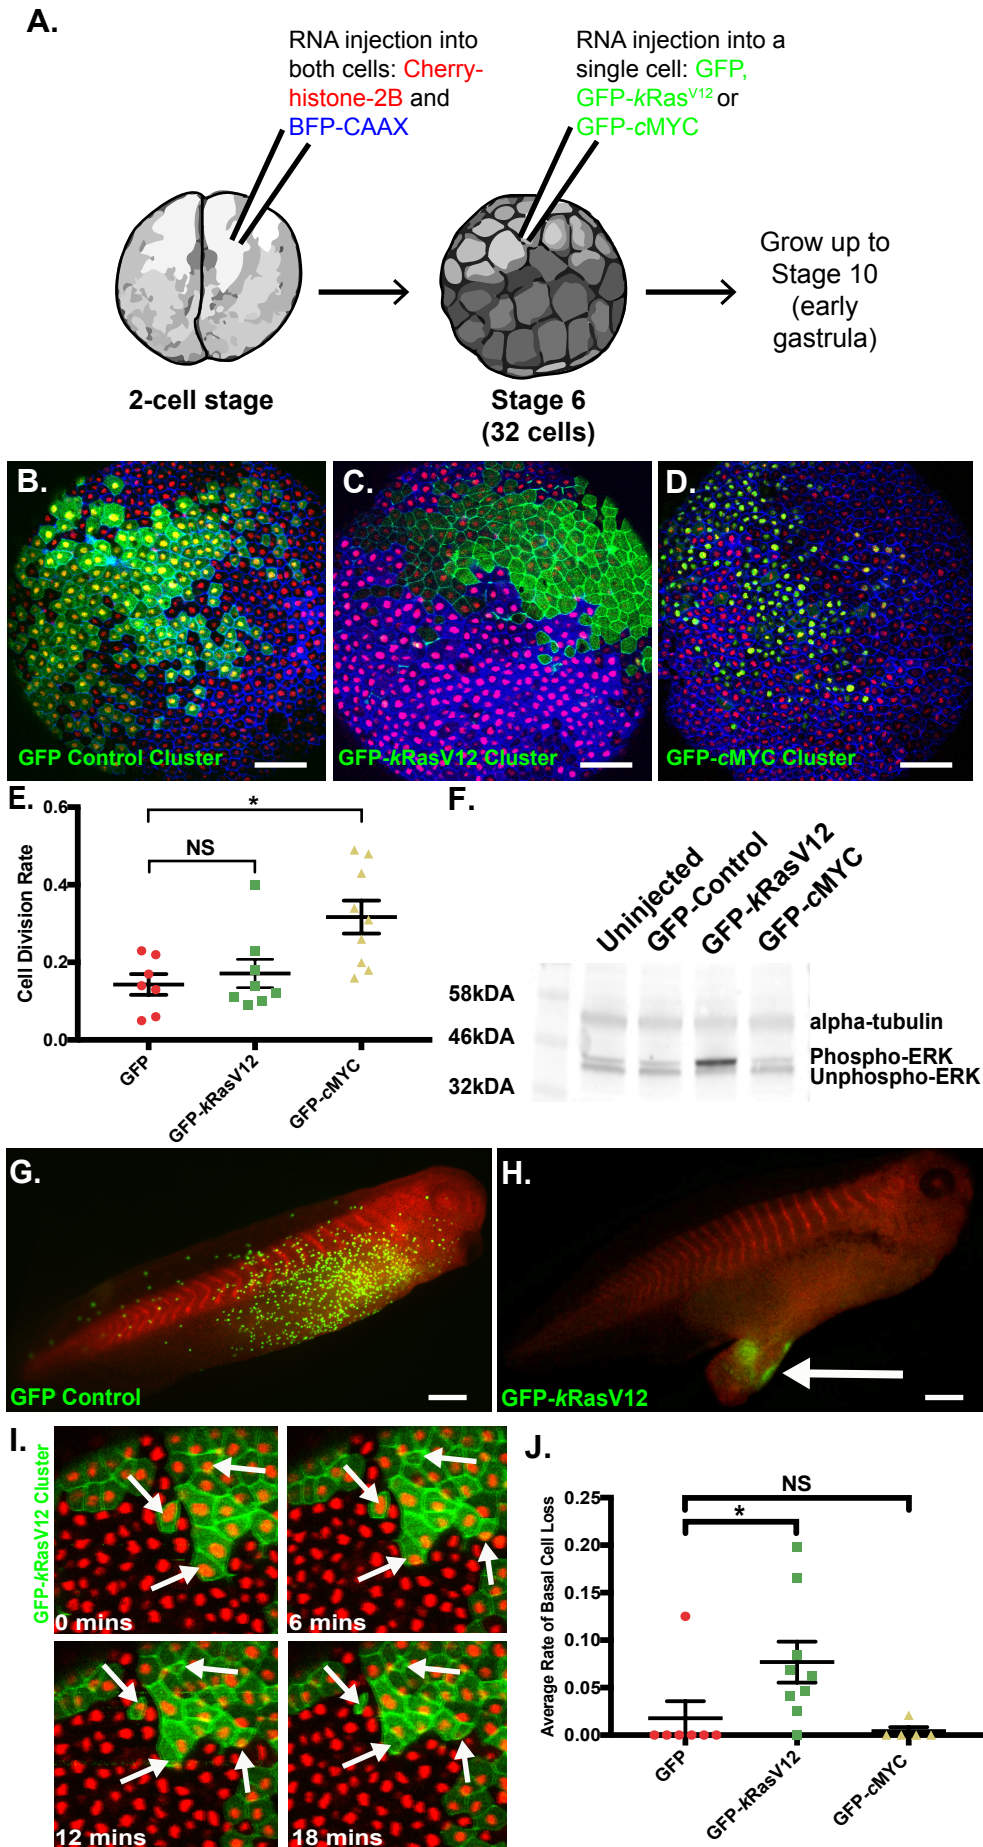 A.
RNA injection into
both cells: Cherry-
histone-2B and
BFP-CAAX
RNA injection into a
single cell: GFP,
GFP-kRasV12 or
GFP-cMYC
Grow up to
Stage 10
(early
gastrula)
2-cell stage
Stage 6
(32 cells)
B.
GFP Control Cluster
C.
GFP-kRasV12 Cluster
D.
GFP-cMYC Cluster
E.
Cell Division Rate
0.6
0.4
0.2
0.0
*
NS
GFP
GFP-kRasV12
GFP-cMYC
F.
Uninjected
GFP-Control
GFP-kRasV12
GFP-cMYC
58kDA
46kDA
32kDA
alpha-tubulin
Phospho-ERK
Unphospho-ERK
G.
GFP Control
H.
GFP-kRasV12
I.
GFP-kRasV12 Cluster
0 mins
6 mins
12 mins
18 mins
J.
Average Rate of Basal Cell Loss
0.25
0.20
0.15
0.10
0.05
0.00
NS
*
GFP
GFP-kRasV12
GFP-cMYC